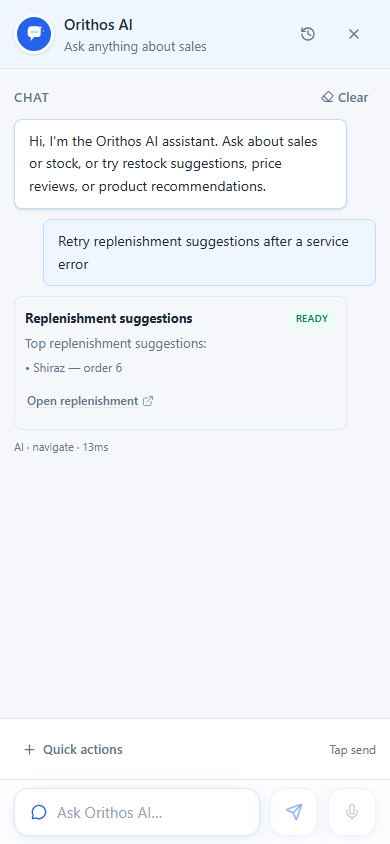 Orithos AI
Ask anything about sales
CHAT
Clear
Hi, I'm the Orithos AI assistant. Ask about sales
or stock, or try restock suggestions, price
reviews, or product recommendations.
Retry replenishment suggestions after a service
error
Replenishment suggestions
READY
Top replenishment suggestions:
• Shiraz — order 6
Open replenishment
AI · navigate · 13ms
Quick actions
Tap send
Ask Orithos AI...